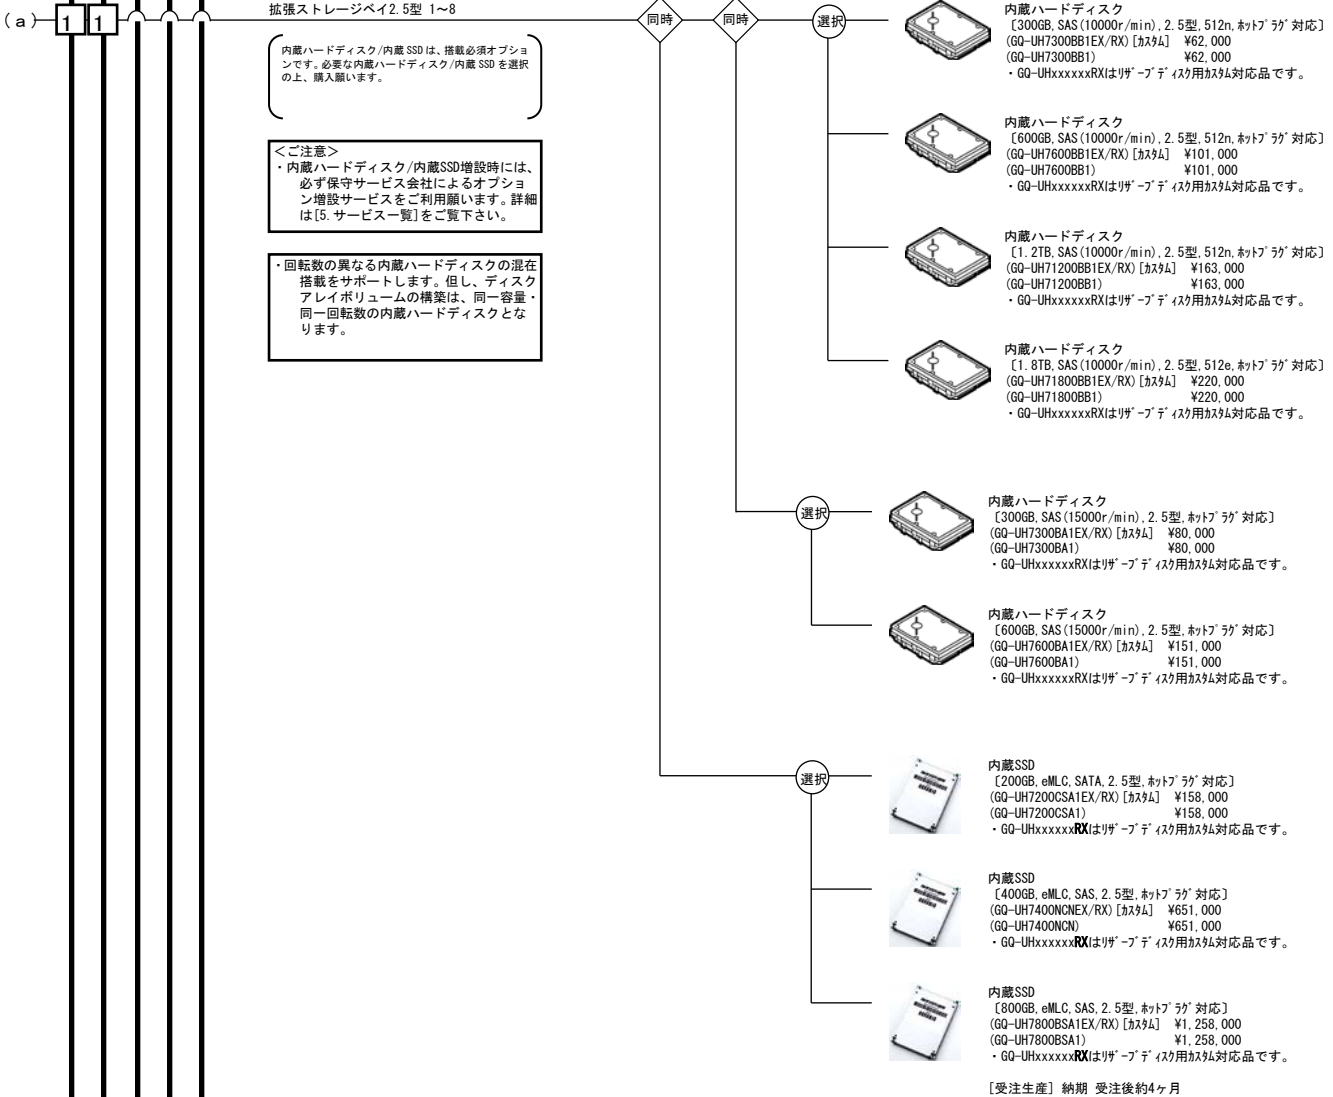 (a)
1
1
拡張ストレージベイ2.5型 1~8
内蔵ハードディスク/内蔵 SSD は、搭載必須オプショ
ンです。必要な内蔵ハードディスク/内蔵 SSD を選択
の上、購入願います。
<ご注意>
・内蔵ハードディスク/内蔵SSD増設時には、
必ず保守サービス会社によるオプショ
ン増設サービスをご利用願います。詳細
は[5.サービス一覧]をご覧下さい。
・回転数の異なる内蔵ハードディスクの混在
搭載をサポートします。但し、ディスク
アレイボリュームの構築は、同一容量・
同一回転数の内蔵ハードディスクとな
ります。
同時
同時
選択
内蔵ハードディスク
〔300GB,SAS(10000r/min),2.5型,512n,ﾎｯﾄﾌﾟﾗｸﾞ対応〕
(GQ-UH7300BB1EX/RX)[ｶｽﾀﾑ] ¥62,000
(GQ-UH7300BB1) ¥62,000
・GQ-UHxxxxxxRXはﾘｻﾞｰﾌﾞﾃﾞｨｽｸ用ｶｽﾀﾑ対応品です。
内蔵ハードディスク
〔600GB,SAS(10000r/min),2.5型,512n,ﾎｯﾄﾌﾟﾗｸﾞ対応〕
(GQ-UH7600BB1EX/RX)[ｶｽﾀﾑ] ¥101,000
(GQ-UH7600BB1) ¥101,000
・GQ-UHxxxxxxRXはﾘｻﾞｰﾌﾞﾃﾞｨｽｸ用ｶｽﾀﾑ対応品です。
内蔵ハードディスク
〔1.2TB,SAS(10000r/min),2.5型,512n,ﾎｯﾄﾌﾟﾗｸﾞ対応〕
(GQ-UH71200BB1EX/RX)[ｶｽﾀﾑ] ¥163,000
(GQ-UH71200BB1) ¥163,000
・GQ-UHxxxxxxRXはﾘｻﾞｰﾌﾞﾃﾞｨｽｸ用ｶｽﾀﾑ対応品です。
内蔵ハードディスク
〔1.8TB,SAS(10000r/min),2.5型,512e,ﾎｯﾄﾌﾟﾗｸﾞ対応〕
(GQ-UH71800BB1EX/RX)[ｶｽﾀﾑ] ¥220,000
(GQ-UH71800BB1) ¥220,000
・GQ-UHxxxxxxRXはﾘｻﾞｰﾌﾞﾃﾞｨｽｸ用ｶｽﾀﾑ対応品です。
選択
内蔵ハードディスク
〔300GB,SAS(15000r/min),2.5型,ﾎｯﾄﾌﾟﾗｸﾞ対応〕
(GQ-UH7300BA1EX/RX)[ｶｽﾀﾑ] ¥80,000
(GQ-UH7300BA1) ¥80,000
・GQ-UHxxxxxxRXはﾘｻﾞｰﾌﾞﾃﾞｨｽｸ用ｶｽﾀﾑ対応品です。
内蔵ハードディスク
〔600GB,SAS(15000r/min),2.5型,ﾎｯﾄﾌﾟﾗｸﾞ対応〕
(GQ-UH7600BA1EX/RX)[ｶｽﾀﾑ] ¥151,000
(GQ-UH7600BA1) ¥151,000
・GQ-UHxxxxxxRXはﾘｻﾞｰﾌﾞﾃﾞｨｽｸ用ｶｽﾀﾑ対応品です。
選択
内蔵SSD
〔200GB,eMLC,SATA,2.5型,ﾎｯﾄﾌﾟﾗｸﾞ対応〕
(GQ-UH7200CSA1EX/RX)[ｶｽﾀﾑ] ¥158,000
(GQ-UH7200CSA1) ¥158,000
・GQ-UHxxxxxxRXはﾘｻﾞｰﾌﾞﾃﾞｨｽｸ用ｶｽﾀﾑ対応品です。
内蔵SSD
〔400GB,eMLC,SAS,2.5型,ﾎｯﾄﾌﾟﾗｸﾞ対応〕
(GQ-UH7400NCNEX/RX)[ｶｽﾀﾑ] ¥651,000
(GQ-UH7400NCN) ¥651,000
・GQ-UHxxxxxxRXはﾘｻﾞｰﾌﾞﾃﾞｨｽｸ用ｶｽﾀﾑ対応品です。
内蔵SSD
〔800GB,eMLC,SAS,2.5型,ﾎｯﾄﾌﾟﾗｸﾞ対応〕
(GQ-UH7800BSA1EX/RX)[ｶｽﾀﾑ] ¥1,258,000
(GQ-UH7800BSA1) ¥1,258,000
・GQ-UHxxxxxxRXはﾘｻﾞｰﾌﾞﾃﾞｨｽｸ用ｶｽﾀﾑ対応品です。
[受注生産] 納期 受注後約4ヶ月